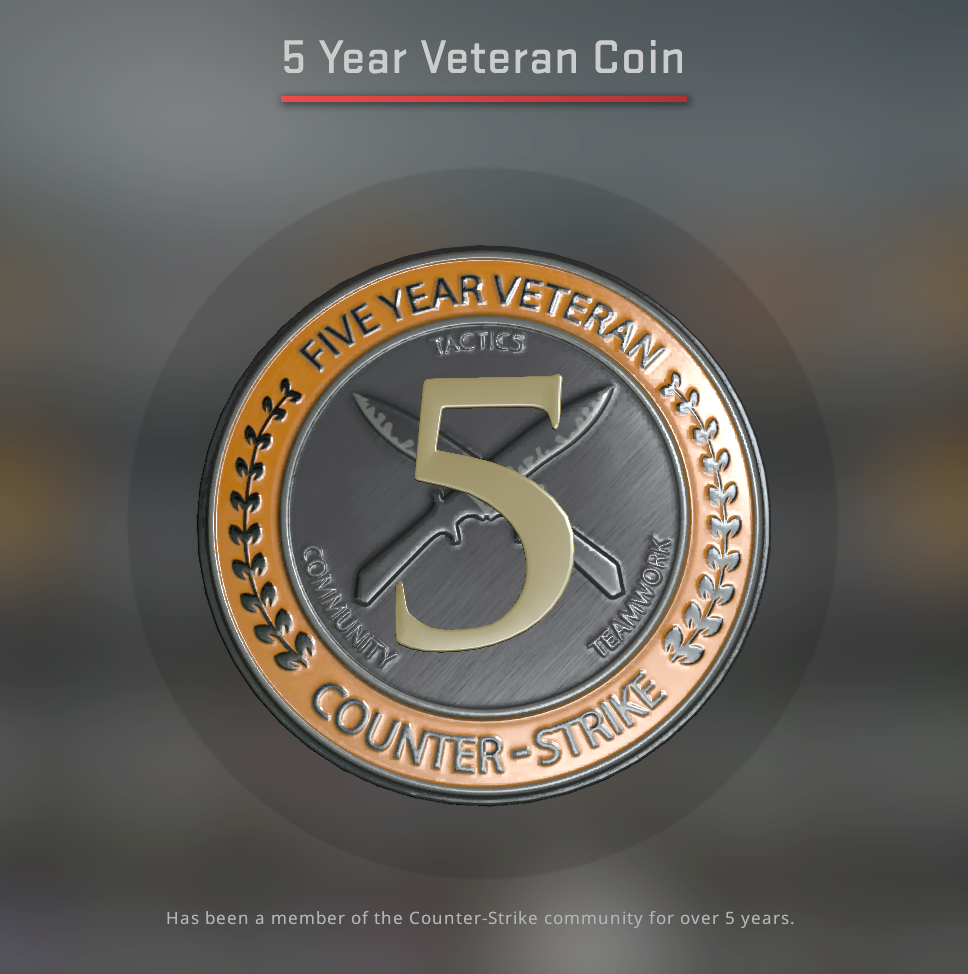 5 Year Veteran Coin
FIVE YEAR VETERAN
TACTICS
5
COMMUNITY
TEAMWORK
COUNTER-STRIKE
Has been a member of the Counter-Strike community for over 5 years.